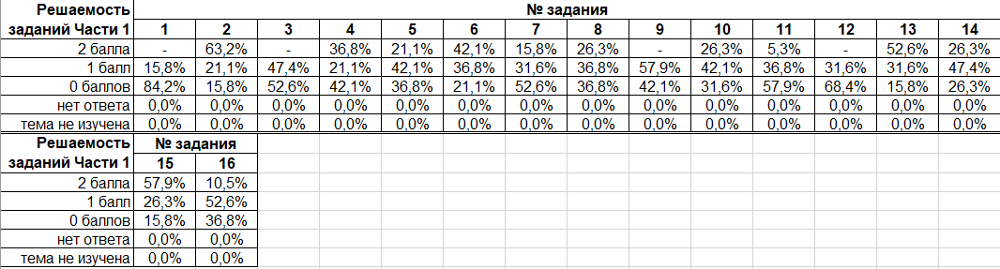 Решаемость заданий Части 1 № задания
1 2 3 4 5 6 7 8 9 10 11 12 13 14
2 балла - 63,2% - 36,8% 21,1% 42,1% 15,8% 26,3% - 26,3% 5,3% - 52,6% 26,3%
1 балл 15,8% 21,1% 47,4% 21,1% 42,1% 36,8% 31,6% 36,8% 57,9% 42,1% 36,8% 31,6% 31,6% 47,4%
0 баллов 84,2% 15,8% 52,6% 42,1% 36,8% 21,1% 52,6% 36,8% 42,1% 31,6% 57,9% 68,4% 15,8% 26,3%
нет ответа 0,0% 0,0% 0,0% 0,0% 0,0% 0,0% 0,0% 0,0% 0,0% 0,0% 0,0% 0,0% 0,0% 0,0%
тема не изучена 0,0% 0,0% 0,0% 0,0% 0,0% 0,0% 0,0% 0,0% 0,0% 0,0% 0,0% 0,0% 0,0% 0,0%
Решаемость заданий Части 1 № задания
15 16
2 балла 57,9% 10,5%
1 балл 26,3% 52,6%
0 баллов 15,8% 36,8%
нет ответа 0,0% 0,0%
тема не изучена 0,0% 0,0%